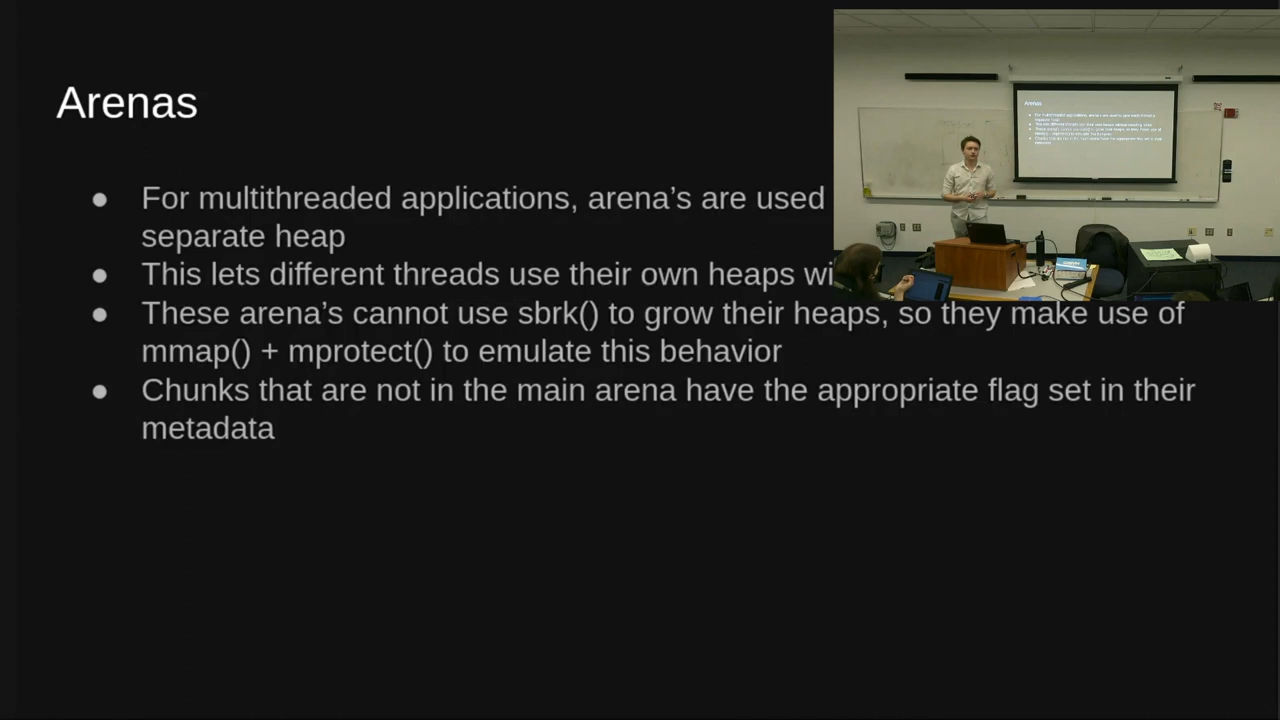 Arenas
● For multithreaded applications, arena's are used
separate heap
● This lets different threads use their own heaps wi
● These arena's cannot use sbrk() to grow their heaps, so they make use of
mmap() + mprotect() to emulate this behavior
● Chunks that are not in the main arena have the appropriate flag set in their
metadata
Arenas